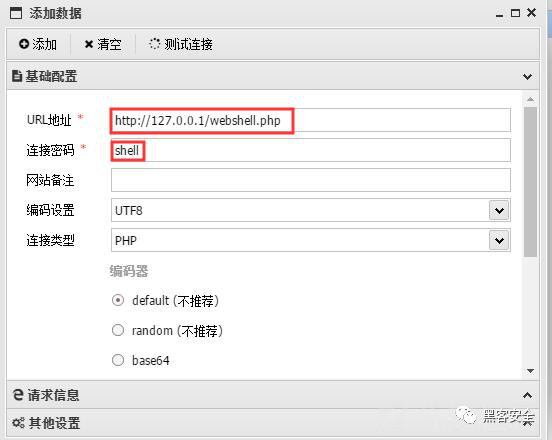 添加数据
添加 清空 测试连接
基础配置
URL地址 * http://127.0.0.1/webshell.php
连接密码 * shell
网站备注
编码设置 UTF8
连接类型 PHP
编码器
default (不推荐)
random (不推荐)
base64
请求信息
其他设置
黑客安全